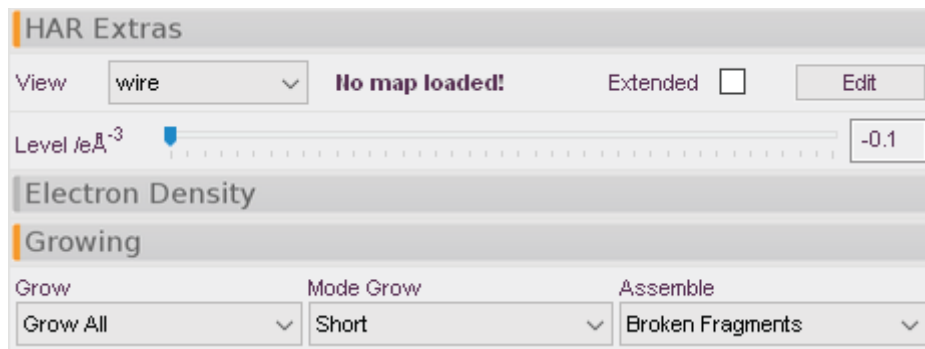 HAR Extras
View wire No map loaded! Extended Edit
Level /eÅ⁻³ -0.1
Electron Density
Growing
Grow Mode Grow Assemble
Grow All Short Broken Fragments